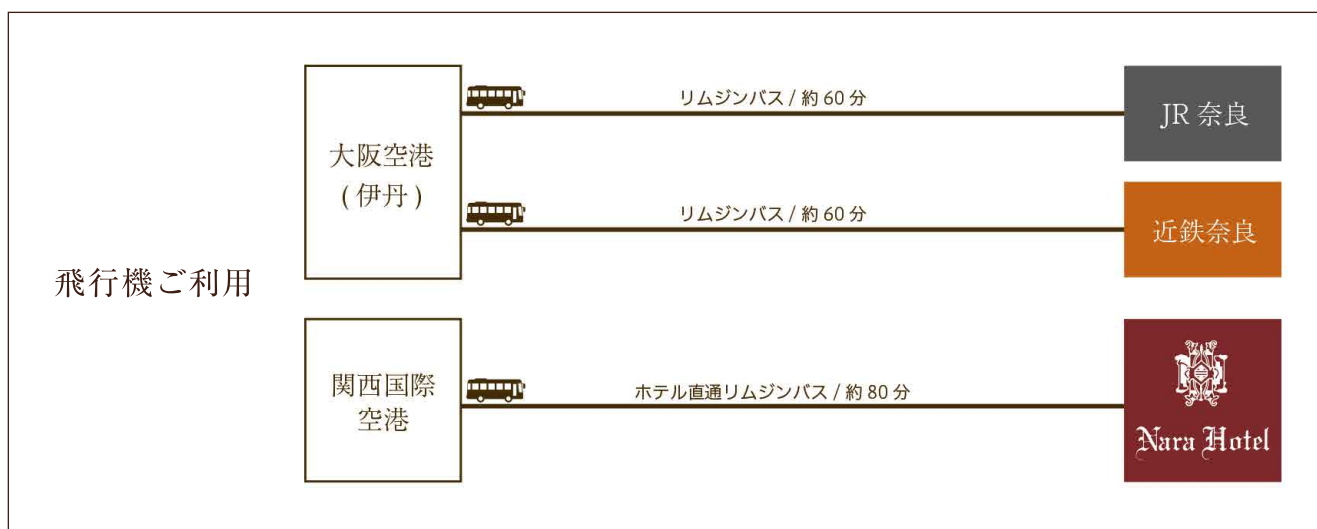 飛行機ご利用
大阪空港
(伊丹)
リムジンバス / 約 60 分
JR 奈良
リムジンバス / 約 60 分
近鉄奈良
関西国際
空港
ホテル直通リムジンバス / 約 80 分
Nara Hotel